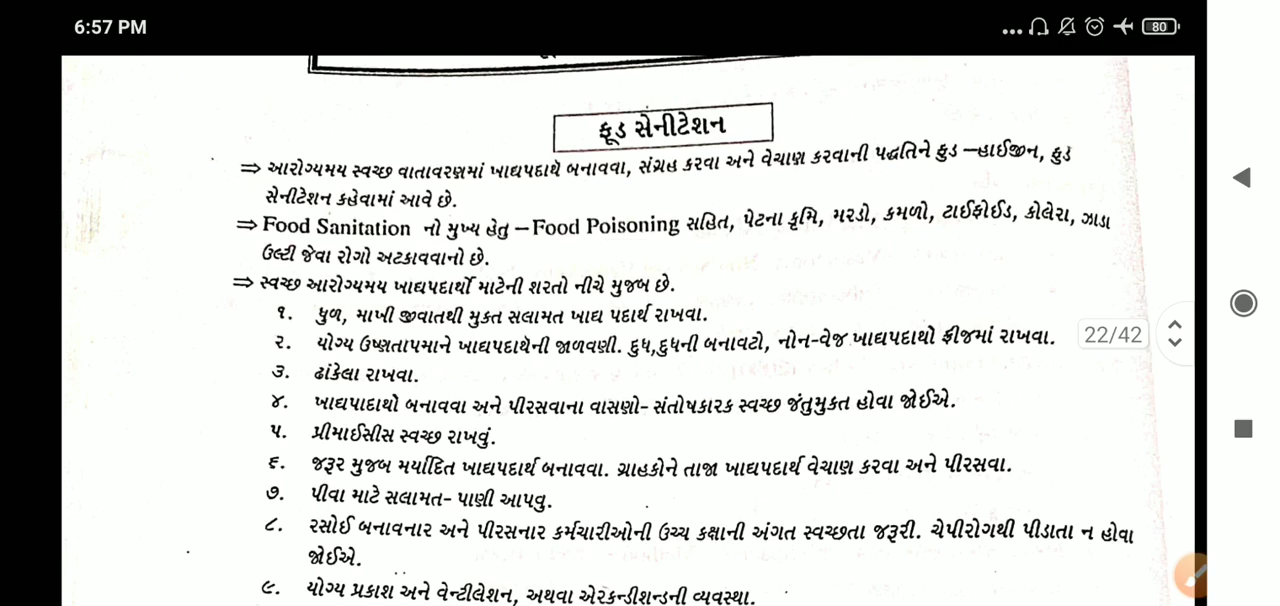 6:57 PM
80
ફૂડ સેનીટેશન
⇒ આરોગ્યમય સ્વચ્છ વાતાવરણમાં ખાદ્યપદાર્થ બનાવવા, સંગ્રહ કરવા અને વેચાણ કરવાની પદ્ધતિને ફુડ –હાઈજીન, ફુડ
સેનીટેશન કહેવામાં આવે છે.
⇒ Food Sanitation નો મુખ્ય હેતુ – Food Poisoning સહિત, પેટના કૃમિ, મરડો, કમળો, ટાઈફોઈડ, કોલેરા, ઝાડા
ઉલ્ટી જેવા રોગો અટકાવવાનો છે.
⇒ સ્વચ્છ આરોગ્યમય ખાદ્યપદાર્થો માટેની શરતો નીચે મુજબ છે.
૧. ધુળ, માખી જીવાતથી મુક્ત સલામત ખાદ્ય પદાર્થ રાખવા.
૨. યોગ્ય ઉષ્ણતાપમાને ખાદ્યપદાર્થેની જાળવણી. દુધ,દુધની બનાવટો, નોન-વેજ ખાદ્યપદાથો ફ્રીજમાં રાખવા.
22/42
૩. ઢાંકેલા રાખવા.
૪. ખાદ્યપાદાથો બનાવવા અને પીરસવાના વાસણો- સંતોષકારક સ્વચ્છ જંતુમુકત હોવા જોઈએ.
૫. પ્રીમાઈસીસ સ્વચ્છ રાખવું.
૬. જરૂર મુજબ મર્યાદિત ખાદ્યપદાર્થ બનાવવા. ગ્રાહકોને તાજા ખાદ્યપદાર્થ વેચાણ કરવા અને પીરસવા.
૭. પીવા માટે સલામત- પાણી આપવુ.
૮. રસોઈ બનાવનાર અને પીરસનાર કર્મચારીઓની ઉચ્ચ કક્ષાની અંગત સ્વચ્છતા જરૂરી. ચેપીરોગથી પીડાતા ન હોવા
જોઈએ.
૯. યોગ્ય પ્રકાશ અને વેન્ટીલેશન, અથવા એરકન્ડીશન્ડની વ્યવસ્થા.